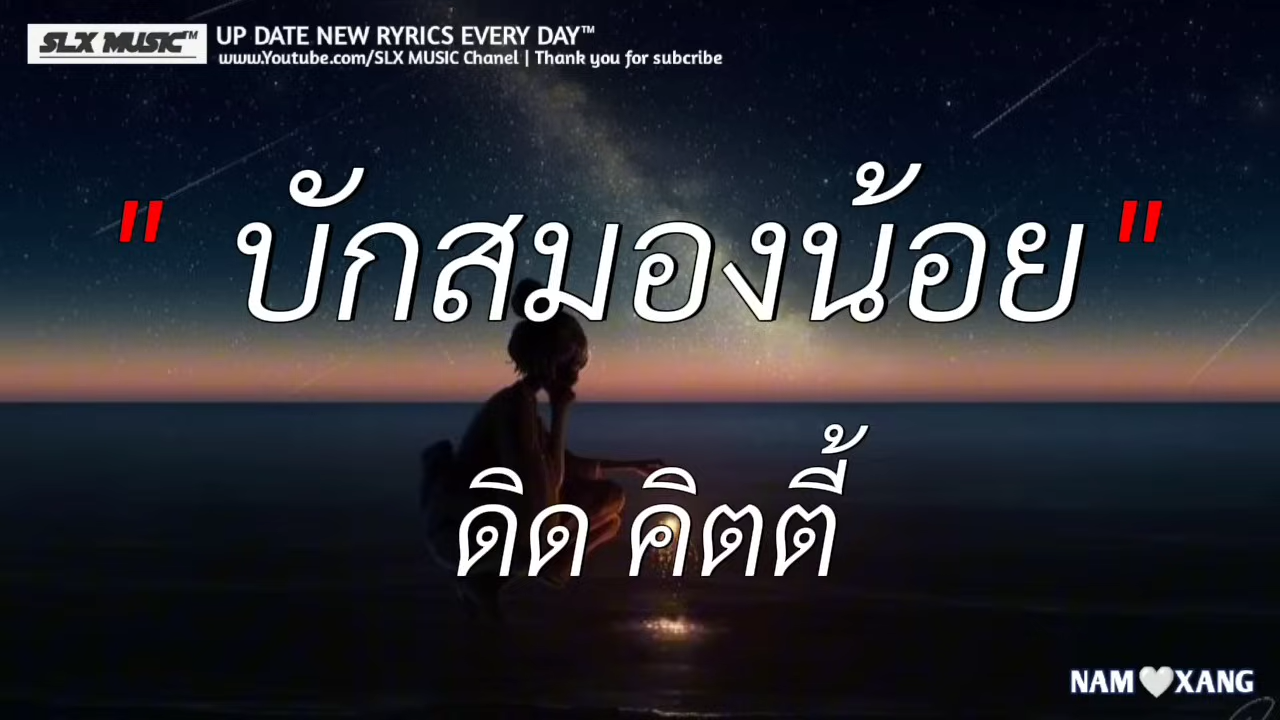 SLX MUSIC™
UP DATE NEW RYRICS EVERY DAY™
www.Youtube.com/SLX MUSIC Chanel | Thank you for subcribe
" บักสมองน้อย "
ดิด คิตตี้
NAM🤍XANG